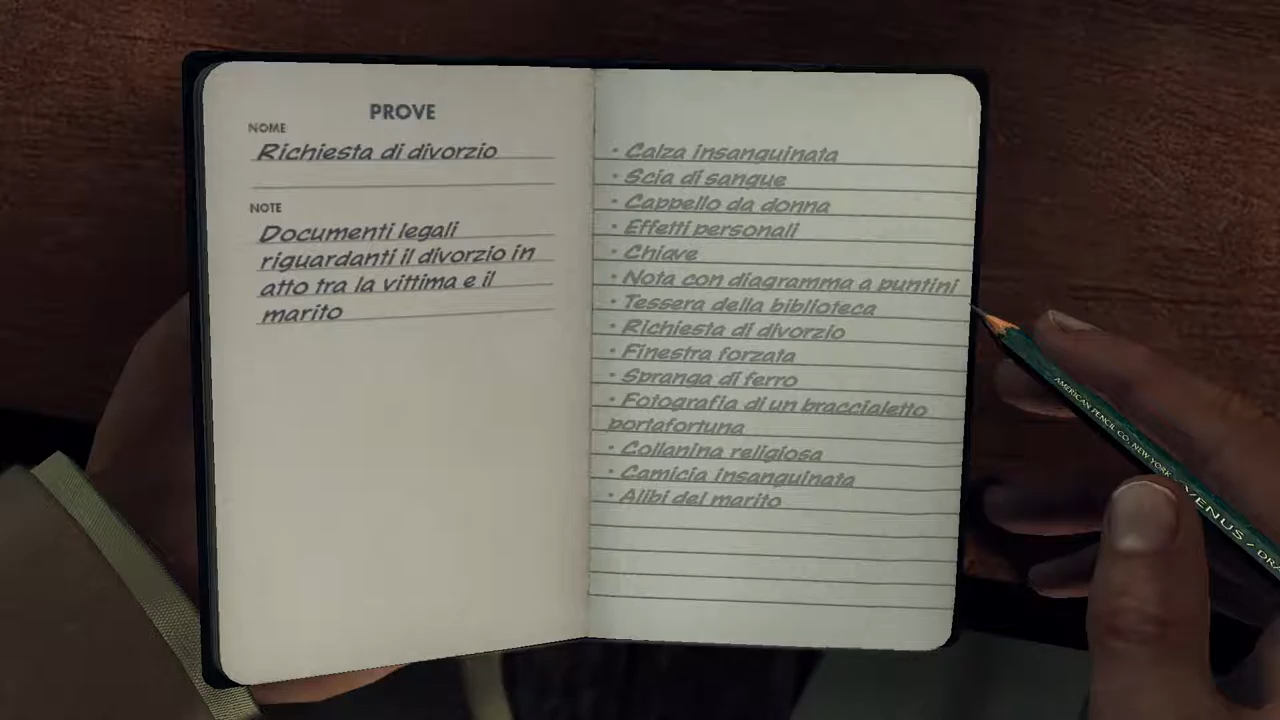 PROVE
NOME
Richiesta di divorzio
NOTE
Documenti legali
riguardanti il divorzio in
atto tra la vittima e il
marito
• Calza insanguinata
• Scia di sangue
• Cappello da donna
• Effetti personali
• Chiave
• Nota con diagramma a puntini
• Tessera della biblioteca
• Richiesta di divorzio
• Finestra forzata
• Spranga di ferro
• Fotografia di un braccialetto
portafortuna
• Collanina religiosa
• Camicia insanguinata
• Alibi del marito
AMERICAN PENCIL CO. NEW YORK
VENUS / DRA